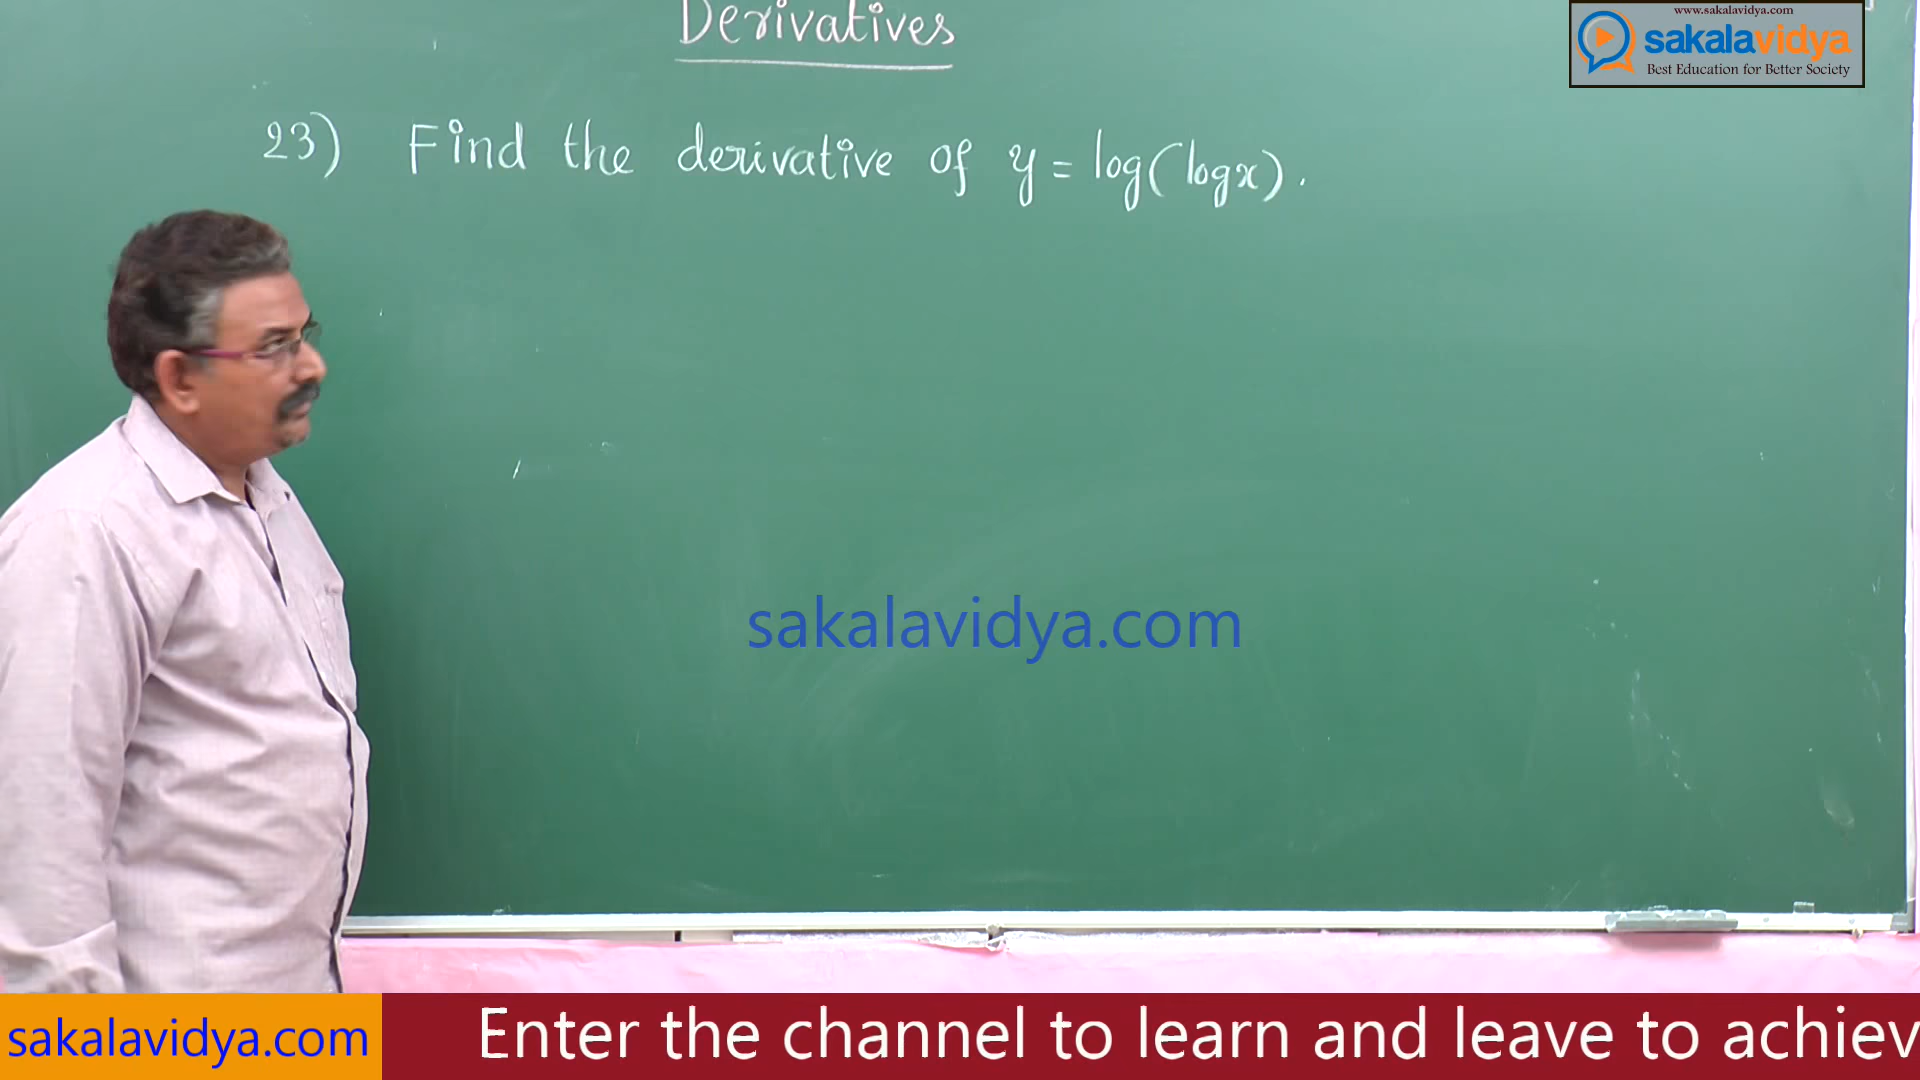 www.sakalavidya.com
sakalavidya
Best Education for Better Society
Derivatives
23) Find the derivative of y = log(logx).
sakalavidya.com
sakalavidya.com
Enter the channel to learn and leave to achiev